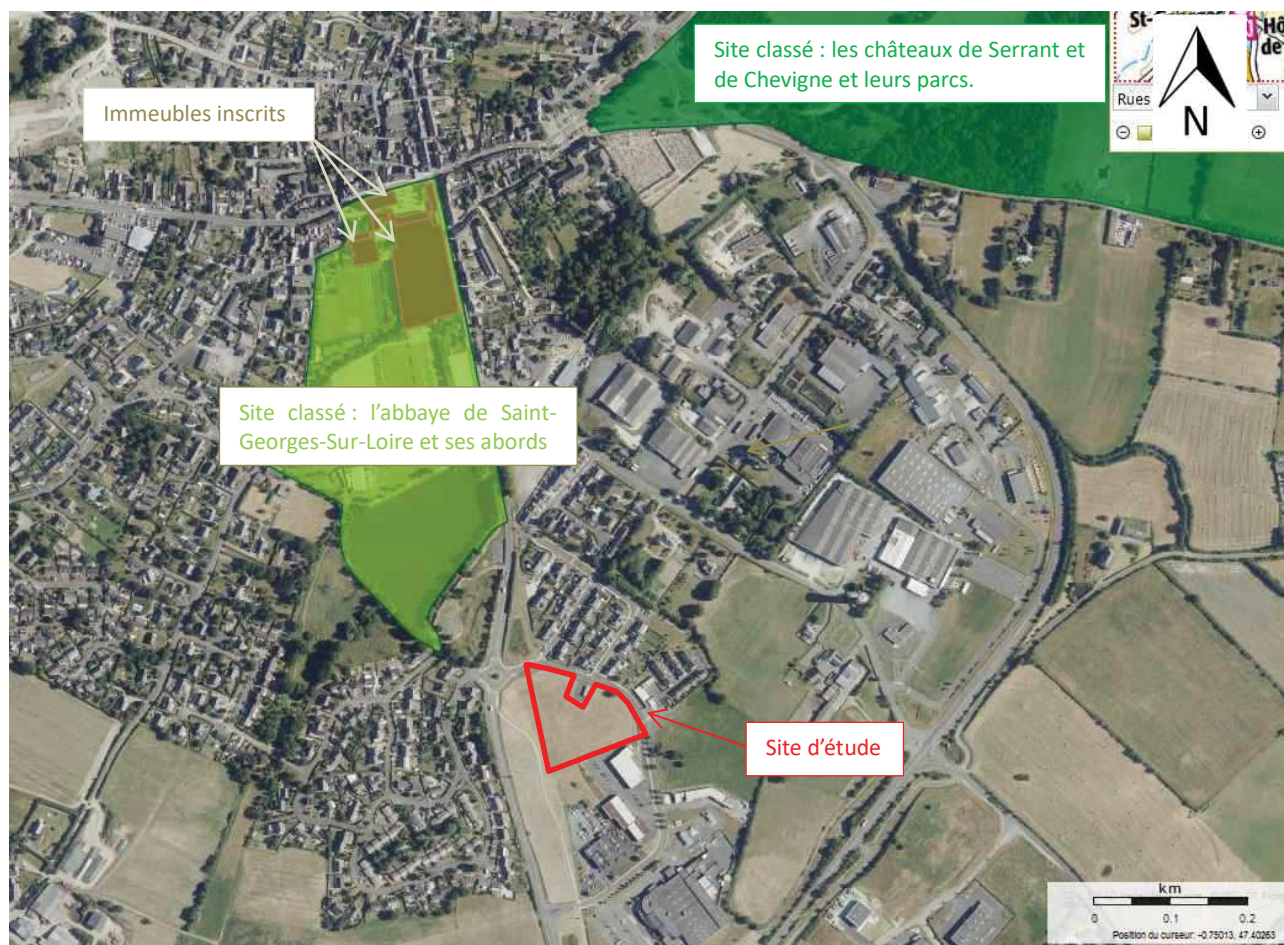 Site classé : les châteaux de Serrant et
de Chevigne et leurs parcs.
Immeubles inscrits
Hô
de
Rues
N
Site classé : l'abbaye de Saint-
Georges-Sur-Loire et ses abords
Site d'étude
km
0 0.1 0.2
Position du curseur: -0.75013, 47.40263